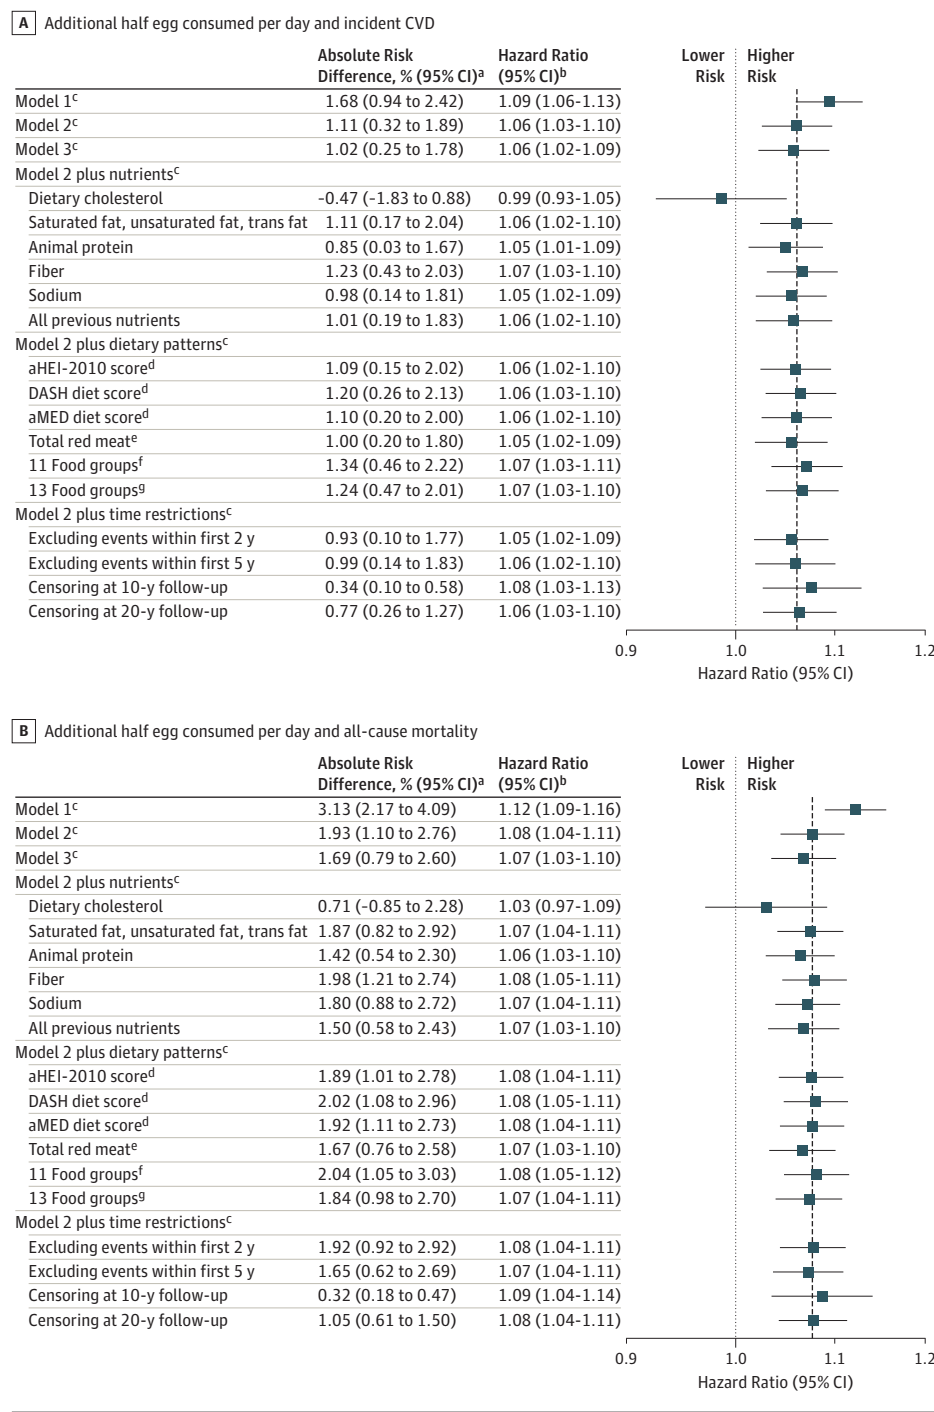 A Additional half egg consumed per day and incident CVD
Absolute Risk Difference, % (95% CI)a Hazard Ratio (95% CI)b Lower Risk Higher Risk
Model 1c 1.68 (0.94 to 2.42) 1.09 (1.06-1.13)
Model 2c 1.11 (0.32 to 1.89) 1.06 (1.03-1.10)
Model 3c 1.02 (0.25 to 1.78) 1.06 (1.02-1.09)
Model 2 plus nutrientsc
Dietary cholesterol -0.47 (-1.83 to 0.88) 0.99 (0.93-1.05)
Saturated fat, unsaturated fat, trans fat 1.11 (0.17 to 2.04) 1.06 (1.02-1.10)
Animal protein 0.85 (0.03 to 1.67) 1.05 (1.01-1.09)
Fiber 1.23 (0.43 to 2.03) 1.07 (1.03-1.10)
Sodium 0.98 (0.14 to 1.81) 1.05 (1.02-1.09)
All previous nutrients 1.01 (0.19 to 1.83) 1.06 (1.02-1.10)
Model 2 plus dietary patternsc
aHEI-2010 scored 1.09 (0.15 to 2.02) 1.06 (1.02-1.10)
DASH diet scored 1.20 (0.26 to 2.13) 1.06 (1.03-1.10)
aMED diet scored 1.10 (0.20 to 2.00) 1.06 (1.02-1.10)
Total red meate 1.00 (0.20 to 1.80) 1.05 (1.02-1.09)
11 Food groupsf 1.34 (0.46 to 2.22) 1.07 (1.03-1.11)
13 Food groupsg 1.24 (0.47 to 2.01) 1.07 (1.03-1.10)
Model 2 plus time restrictionsc
Excluding events within first 2 y 0.93 (0.10 to 1.77) 1.05 (1.02-1.09)
Excluding events within first 5 y 0.99 (0.14 to 1.83) 1.06 (1.02-1.10)
Censoring at 10-y follow-up 0.34 (0.10 to 0.58) 1.08 (1.03-1.13)
Censoring at 20-y follow-up 0.77 (0.26 to 1.27) 1.06 (1.03-1.10)
0.9 1.0 1.1 1.2
Hazard Ratio (95% CI)
B Additional half egg consumed per day and all-cause mortality
Absolute Risk Difference, % (95% CI)a Hazard Ratio (95% CI)b Lower Risk Higher Risk
Model 1c 3.13 (2.17 to 4.09) 1.12 (1.09-1.16)
Model 2c 1.93 (1.10 to 2.76) 1.08 (1.04-1.11)
Model 3c 1.69 (0.79 to 2.60) 1.07 (1.03-1.10)
Model 2 plus nutrientsc
Dietary cholesterol 0.71 (-0.85 to 2.28) 1.03 (0.97-1.09)
Saturated fat, unsaturated fat, trans fat 1.87 (0.82 to 2.92) 1.07 (1.04-1.11)
Animal protein 1.42 (0.54 to 2.30) 1.06 (1.03-1.10)
Fiber 1.98 (1.21 to 2.74) 1.08 (1.05-1.11)
Sodium 1.80 (0.88 to 2.72) 1.07 (1.04-1.11)
All previous nutrients 1.50 (0.58 to 2.43) 1.07 (1.03-1.10)
Model 2 plus dietary patternsc
aHEI-2010 scored 1.89 (1.01 to 2.78) 1.08 (1.04-1.11)
DASH diet scored 2.02 (1.08 to 2.96) 1.08 (1.05-1.11)
aMED diet scored 1.92 (1.11 to 2.73) 1.08 (1.04-1.11)
Total red meate 1.67 (0.76 to 2.58) 1.07 (1.03-1.10)
11 Food groupsf 2.04 (1.05 to 3.03) 1.08 (1.05-1.12)
13 Food groupsg 1.84 (0.98 to 2.70) 1.07 (1.04-1.11)
Model 2 plus time restrictionsc
Excluding events within first 2 y 1.92 (0.92 to 2.92) 1.08 (1.04-1.11)
Excluding events within first 5 y 1.65 (0.62 to 2.69) 1.07 (1.04-1.11)
Censoring at 10-y follow-up 0.32 (0.18 to 0.47) 1.09 (1.04-1.14)
Censoring at 20-y follow-up 1.05 (0.61 to 1.50) 1.08 (1.04-1.11)
0.9 1.0 1.1 1.2
Hazard Ratio (95% CI)